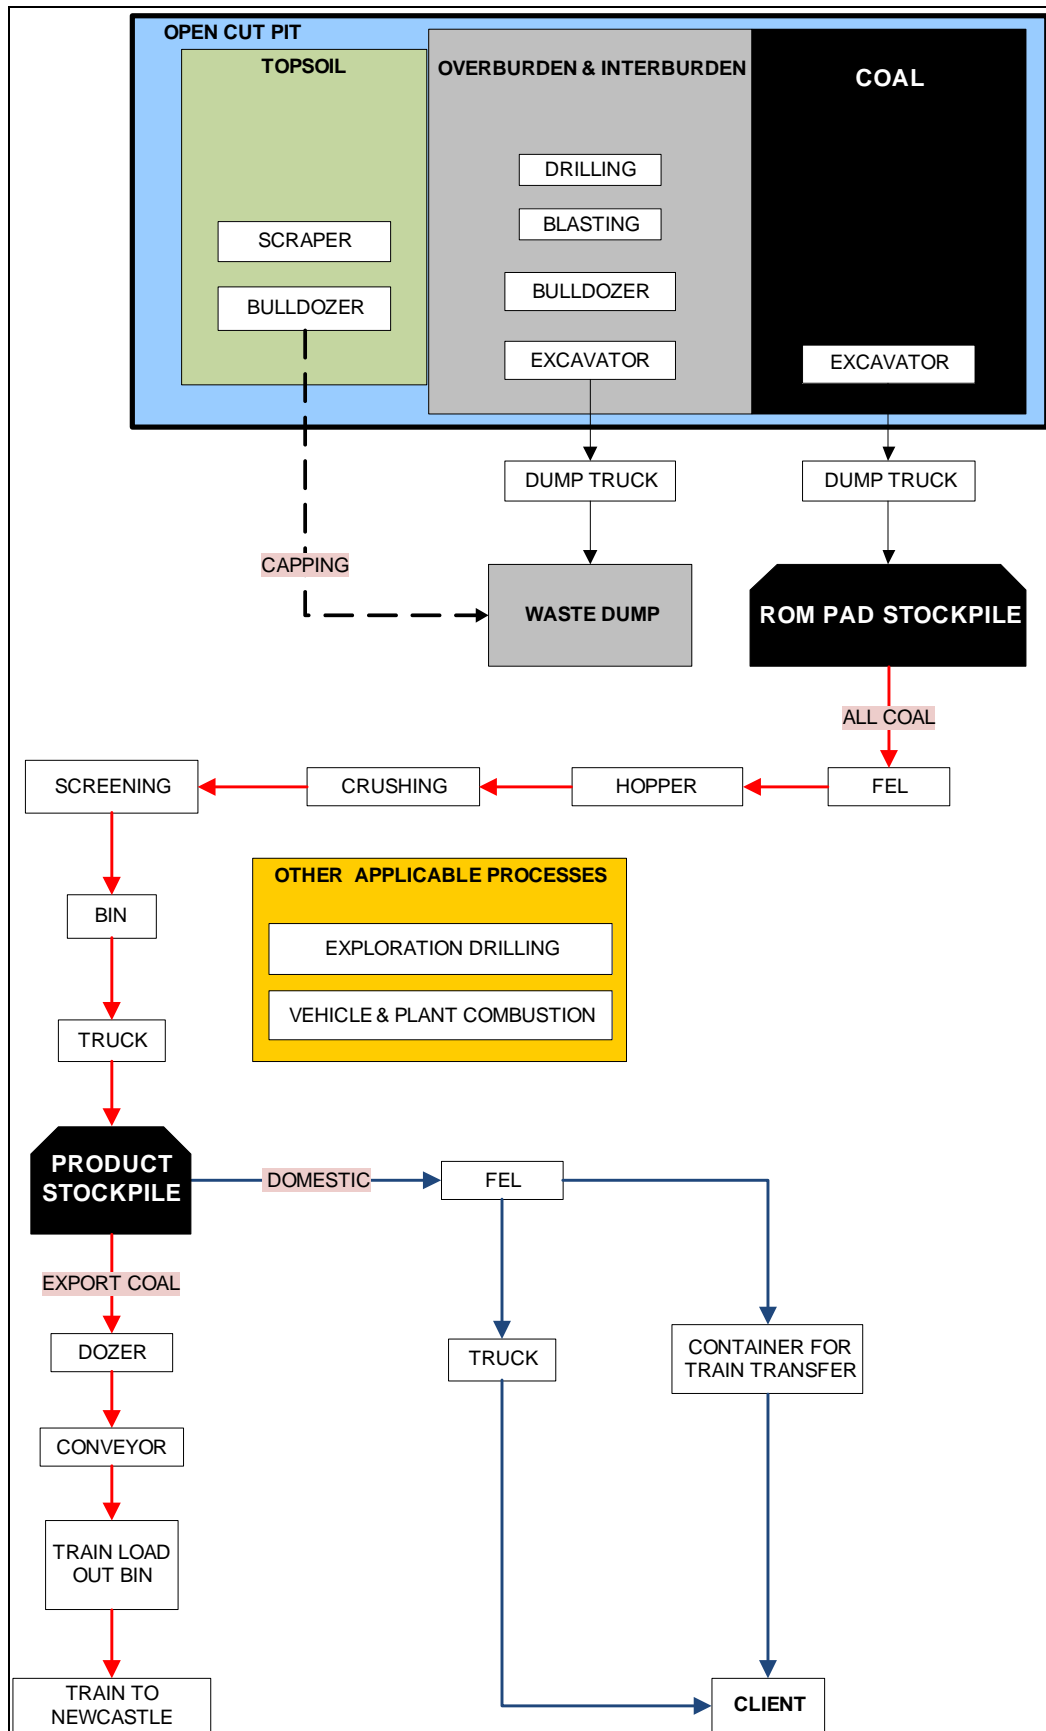 OPEN CUT PIT
TOPSOIL
OVERBURDEN & INTERBURDEN
COAL
DRILLING
BLASTING
SCRAPER
BULLDOZER
BULLDOZER
EXCAVATOR
EXCAVATOR
DUMP TRUCK
DUMP TRUCK
CAPPING
WASTE DUMP
ROM PAD STOCKPILE
ALL COAL
SCREENING
CRUSHING
HOPPER
FEL
OTHER APPLICABLE PROCESSES
EXPLORATION DRILLING
VEHICLE & PLANT COMBUSTION
BIN
TRUCK
PRODUCT
STOCKPILE
DOMESTIC
FEL
EXPORT COAL
DOZER
TRUCK
CONTAINER FOR
TRAIN TRANSFER
CONVEYOR
TRAIN LOAD
OUT BIN
TRAIN TO
NEWCASTLE
CLIENT